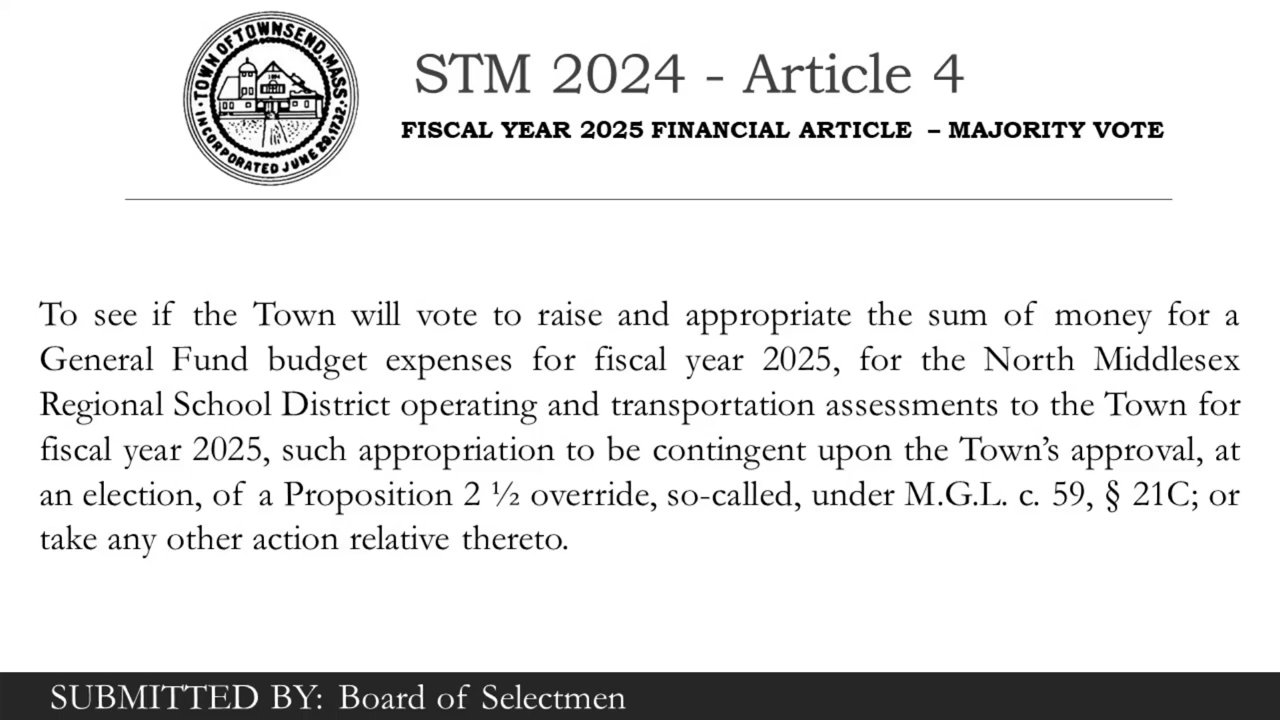 TOWN OF TOWNSEND, MASS.
INCORPORATED JUNE 29, 1732.
STM 2024 - Article 4
FISCAL YEAR 2025 FINANCIAL ARTICLE – MAJORITY VOTE
To see if the Town will vote to raise and appropriate the sum of money for a
General Fund budget expenses for fiscal year 2025, for the North Middlesex
Regional School District operating and transportation assessments to the Town for
fiscal year 2025, such appropriation to be contingent upon the Town’s approval, at
an election, of a Proposition 2 ½ override, so-called, under M.G.L. c. 59, § 21C; or
take any other action relative thereto.
SUBMITTED BY: Board of Selectmen